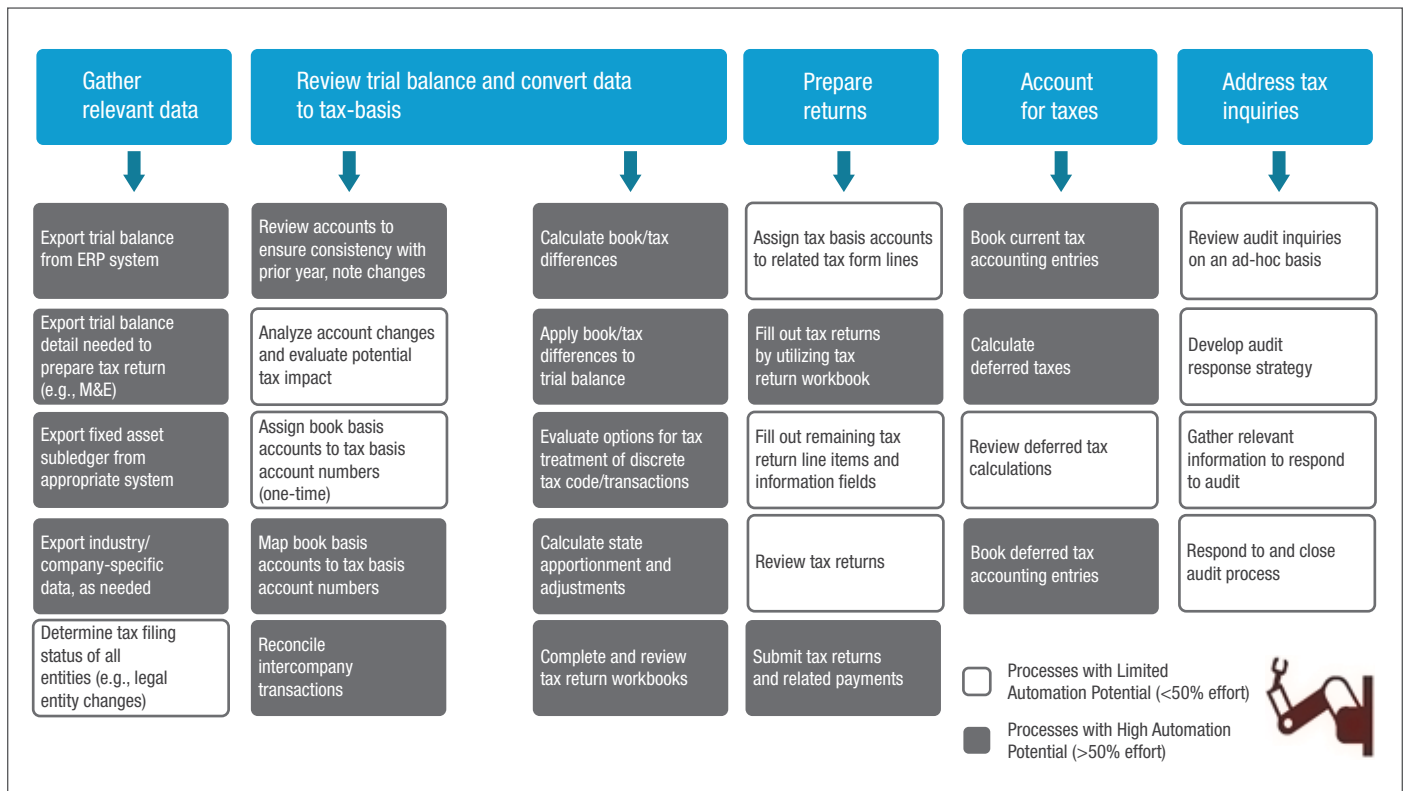 Gather
relevant data
Review trial balance and convert data
to tax-basis
Prepare
returns
Account
for taxes
Address tax
inquiries
Export trial balance
from ERP system
Export trial balance
detail needed to
prepare tax return
(e.g., M&E)
Export fixed asset
subledger from
appropriate system
Export industry/
company-specific
data, as needed
Determine tax filing
status of all
entities (e.g., legal
entity changes)
Review accounts to
ensure consistency with
prior year, note changes
Analyze account changes
and evaluate potential
tax impact
Assign book basis
accounts to tax basis
account numbers
(one-time)
Map book basis
accounts to tax basis
account numbers
Reconcile
intercompany
transactions
Calculate book/tax
differences
Apply book/tax
differences to
trial balance
Evaluate options for tax
treatment of discrete
tax code/transactions
Calculate state
apportionment and
adjustments
Complete and review
tax return workbooks
Assign tax basis accounts
to related tax form lines
Fill out tax returns
by utilizing tax
return workbook
Fill out remaining tax
return line items and
information fields
Review tax returns
Submit tax returns
and related payments
Book current tax
accounting entries
Calculate
deferred taxes
Review deferred tax
calculations
Book deferred tax
accounting entries
Review audit inquiries
on an ad-hoc basis
Develop audit
response strategy
Gather relevant
information to respond
to audit
Respond to and close
audit process
Processes with Limited
Automation Potential (<50% effort)
Processes with High Automation
Potential (>50% effort)